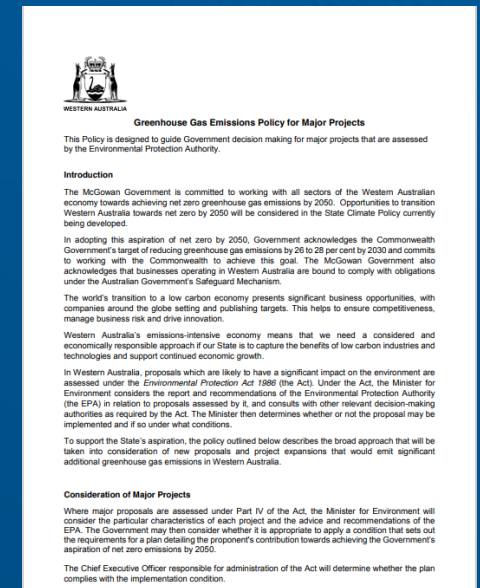 WESTERN AUSTRALIA
Greenhouse Gas Emissions Policy for Major Projects
This Policy is designed to guide Government decision making for major projects that are assessed
by the Environmental Protection Authority.
Introduction
The McGowan Government is committed to working with all sectors of the Western Australian
economy towards achieving net zero greenhouse gas emissions by 2050. Opportunities to transition
Western Australia towards net zero by 2050 will be considered in the State Climate Policy currently
being developed.
In adopting this aspiration of net zero by 2050, Government acknowledges the Commonwealth
Government's target of reducing greenhouse gas emissions by 26 to 28 per cent by 2030 and commits
to working with the Commonwealth to achieve this goal. The McGowan Government also
acknowledges that businesses operating in Western Australia are bound to comply with obligations
under the Australian Government's Safeguard Mechanism.
The world's transition to a low carbon economy presents significant business opportunities, with
companies around the globe setting and publishing targets. This helps to ensure competitiveness,
manage business risk and drive innovation.
Western Australia's emissions-intensive economy means that we need a considered and
economically responsible approach if our State is to capture the benefits of low carbon industries and
technologies and support continued economic growth.
In Western Australia, proposals which are likely to have a significant impact on the environment are
assessed under the Environmental Protection Act 1986 (the Act). Under the Act, the Minister for
Environment considers the report and recommendations of the Environmental Protection Authority
(the EPA) in relation to proposals assessed by it, and consults with other relevant decision-making
authorities as required by the Act. The Minister then determines whether or not the proposal may be
implemented and if so under what conditions.
To support the State's aspiration, the policy outlined below describes the broad approach that will be
taken into consideration of new proposals and project expansions that would emit significant
additional greenhouse gas emissions in Western Australia.
Consideration of Major Projects
Where major proposals are assessed under Part IV of the Act, the Minister for Environment will
consider the particular characteristics of each project and the advice and recommendations of the
EPA. The Government may then consider whether it is appropriate to apply a condition that sets out
the requirements for a plan detailing the proponent's contribution towards achieving the Government's
aspiration of net zero emissions by 2050.
The Chief Executive Officer responsible for administration of the Act will determine whether the plan
complies with the implementation condition.